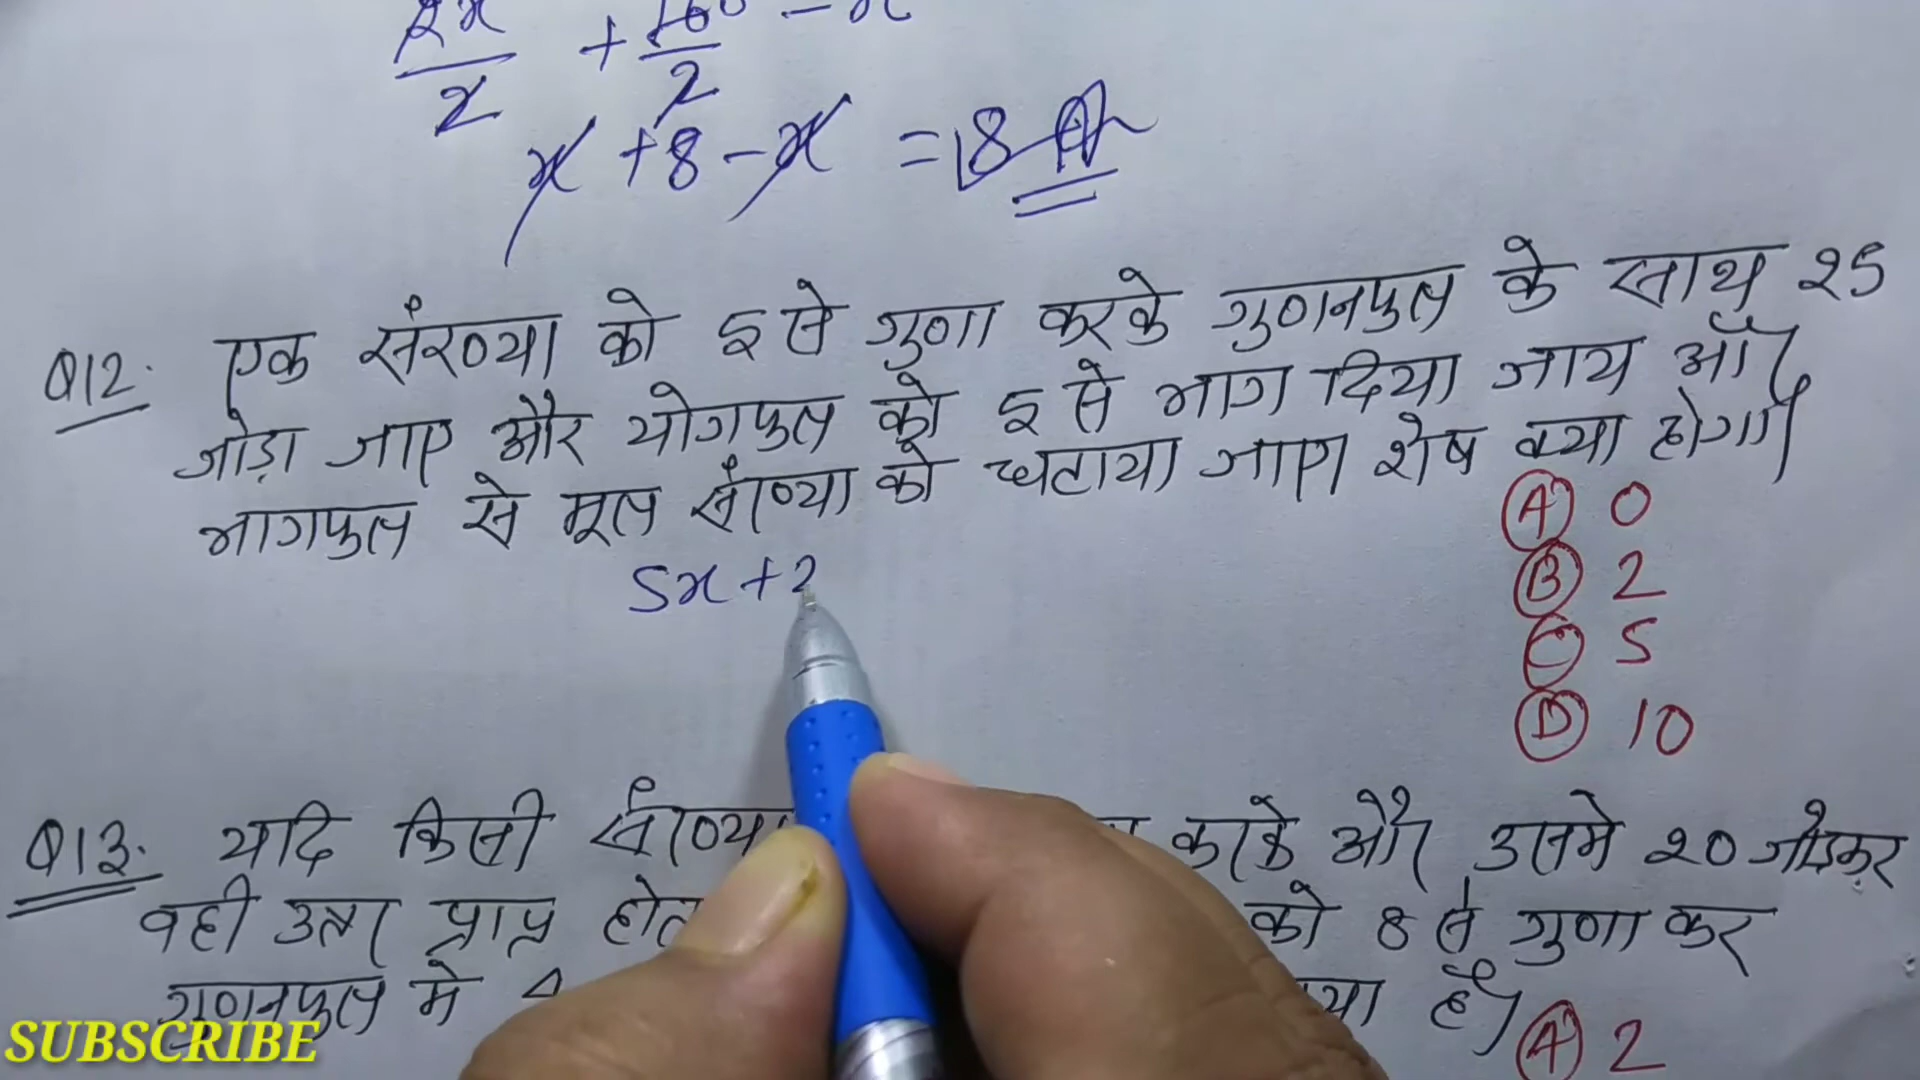 2x/2 + 16/2 - x
x + 8 - x = 8 A
Q12. एक संख्या को 5 से गुणा करके गुणनफल के साथ 25
जोड़ा जाए और योगफल को 5 से भाग दिया जाय और
भागफल से मूल संख्या को घटाया जाए। शेष क्या होगा।
(A) 0
(B) 2
(C) 5
(D) 10
5x+2
Q13. यदि किसी संख्या करके और उसमे 20 जोड़कर
वही उत्तर प्राप्त को 8 से गुणा कर
गुणनफल मे 4 है।
(A) 2
SUBSCRIBE